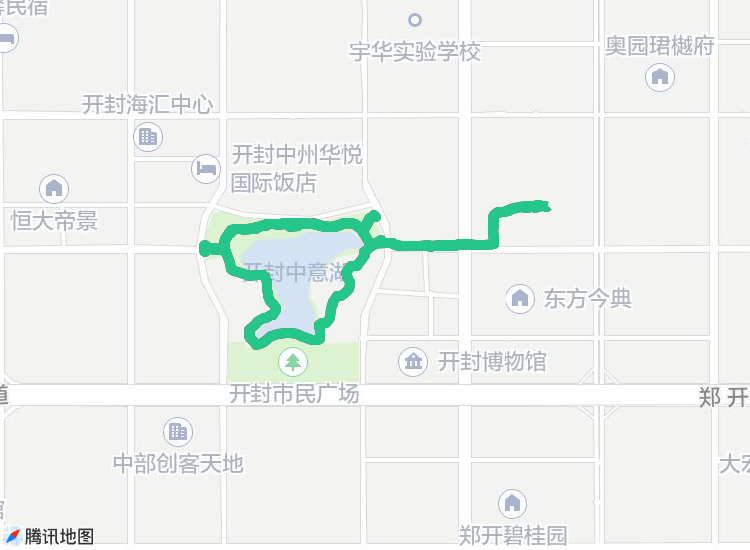 民宿
宇华实验学校
奥园珺樾府
开封海汇中心
开封中州华悦
国际饭店
恒大帝景
开封中意湖
东方今典
开封博物馆
开封市民广场
道
郑 开
中部创客天地
大宏
郑开碧桂园
腾讯地图